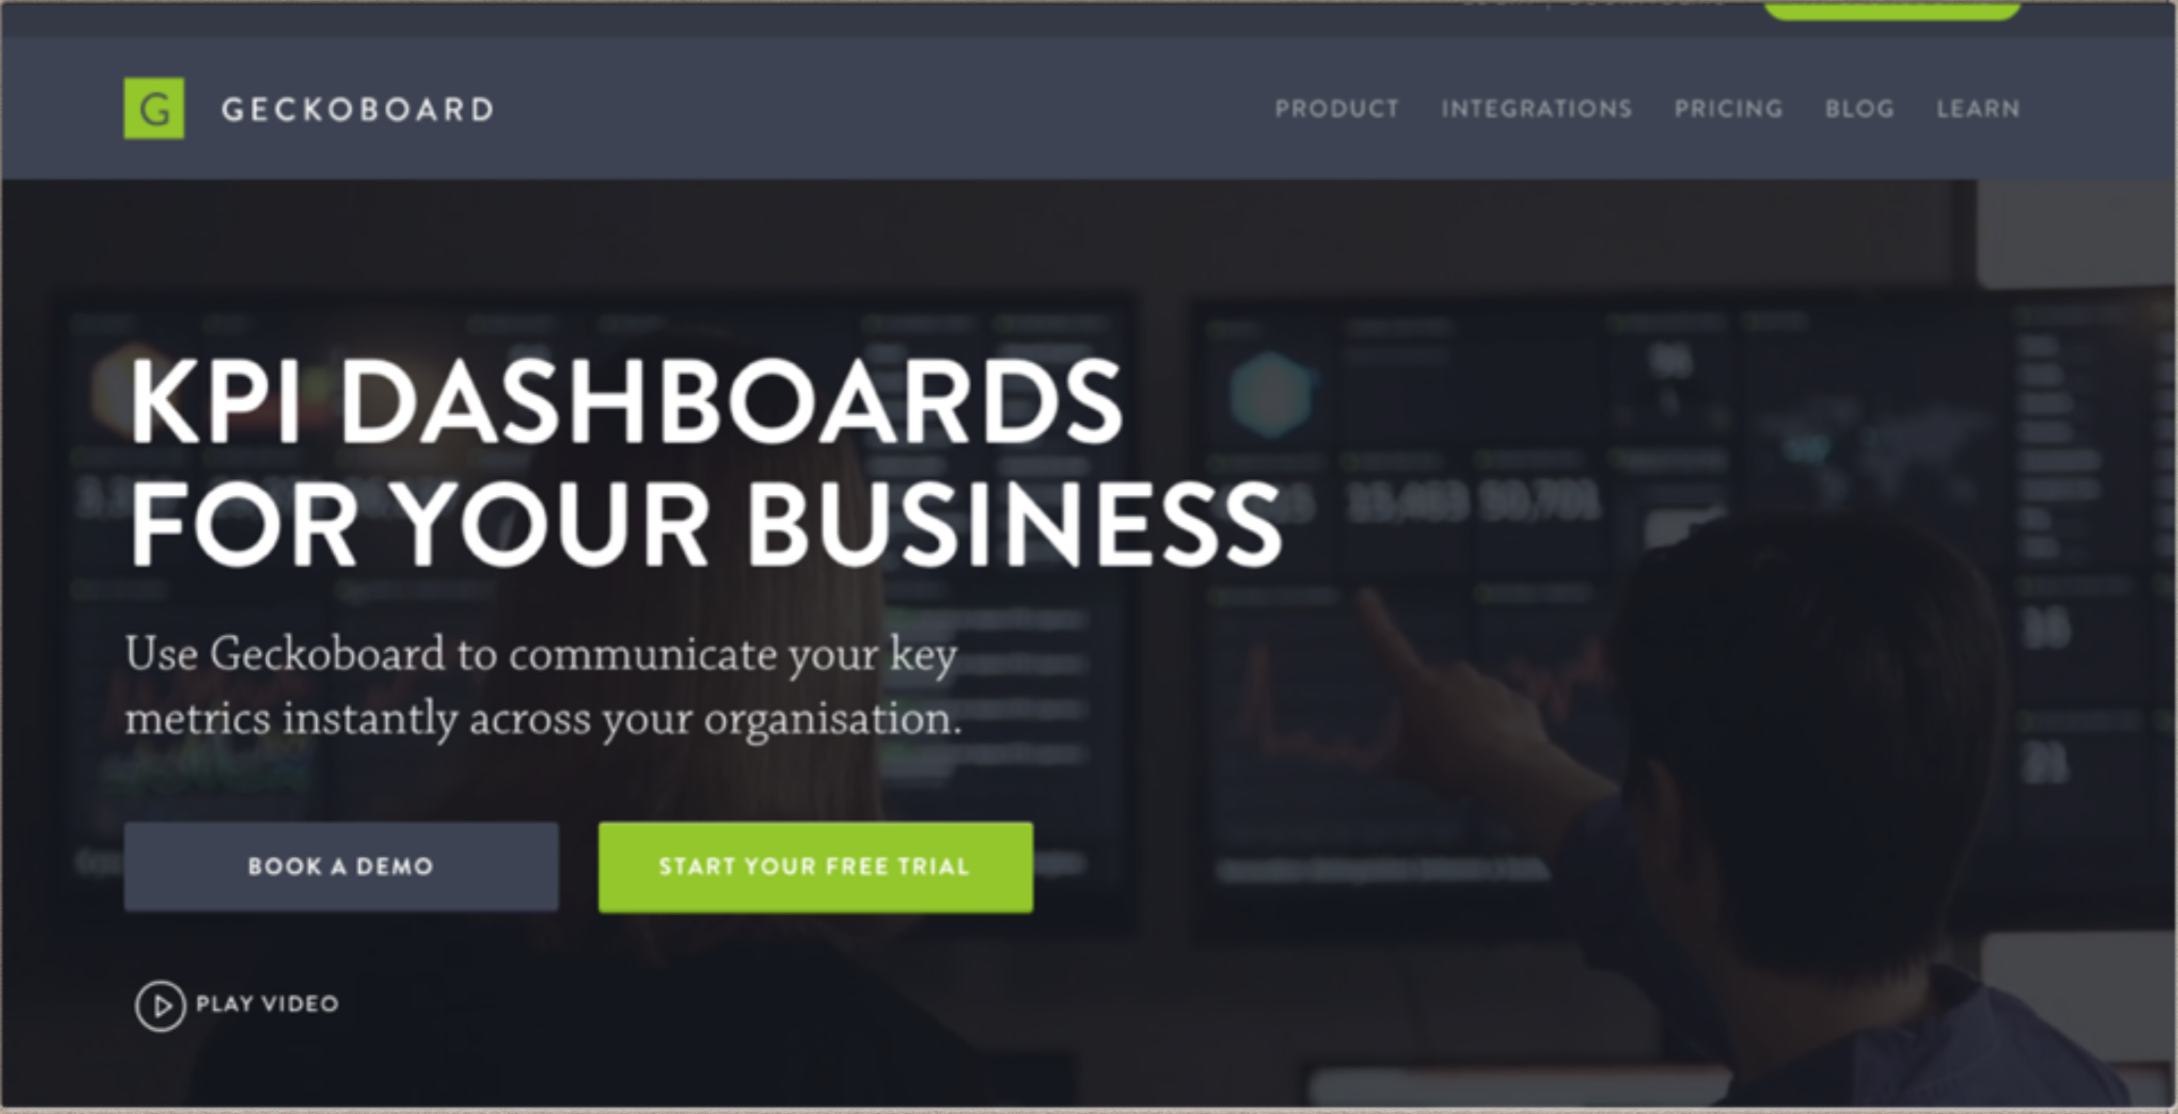 G GECKOBOARD
PRODUCT INTEGRATIONS PRICING BLOG LEARN
KPI DASHBOARDS
FOR YOUR BUSINESS
Use Geckoboard to communicate your key
metrics instantly across your organisation.
BOOK A DEMO START YOUR FREE TRIAL
PLAY VIDEO